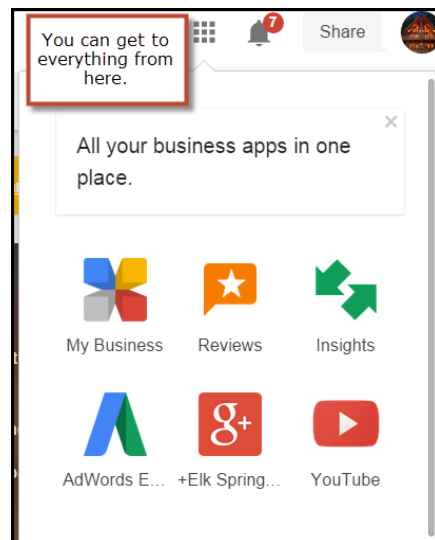 You can get to
everything from
here.
7
Share
All your business apps in one
place.
My Business
Reviews
Insights
g+
AdWords E...
+Elk Spring...
YouTube